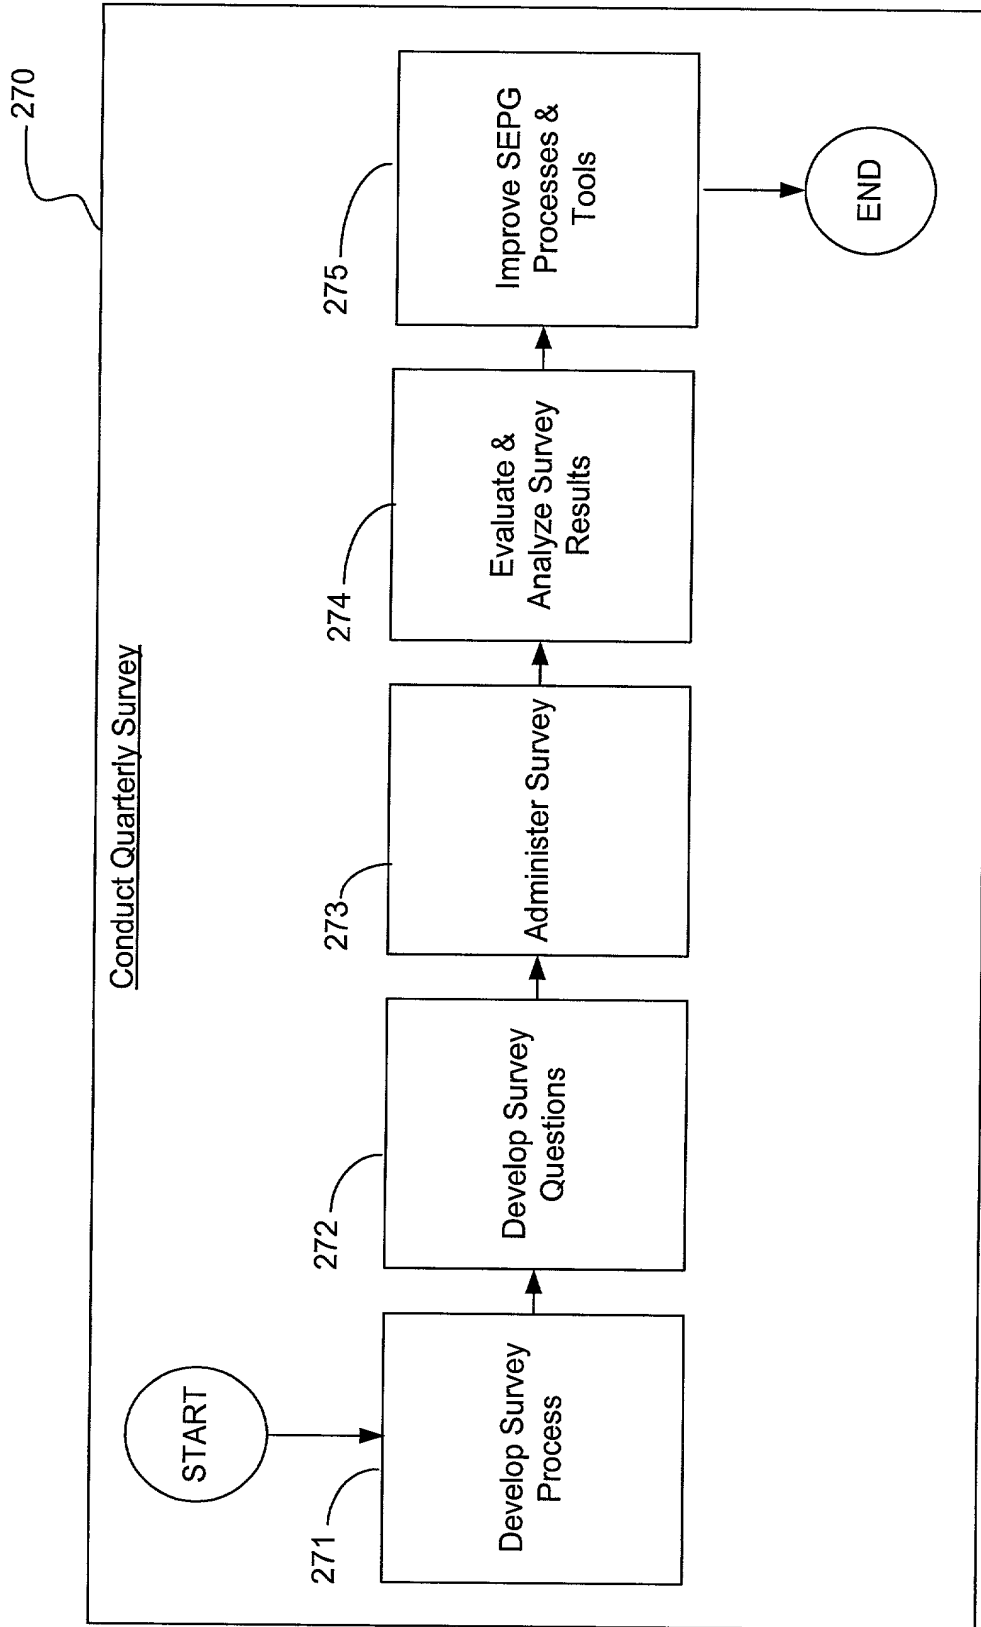 270
Conduct Quarterly Survey
START
271
Develop Survey
Process
272
Develop Survey
Questions
273
Administer Survey
274
Evaluate &
Analyze Survey
Results
275
Improve SEPG
Processes &
Tools
END